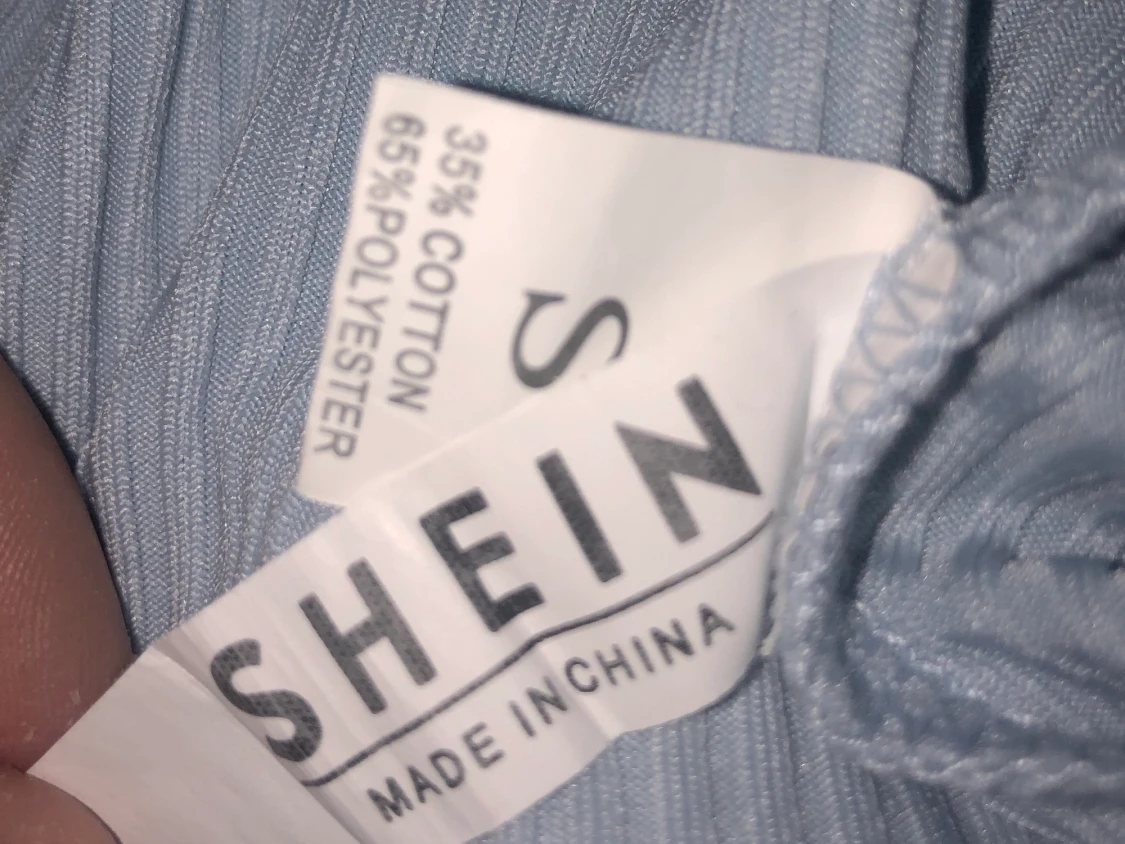 35% COTTON
65%POLYESTER
S
SHEIN
MADE IN CHINA